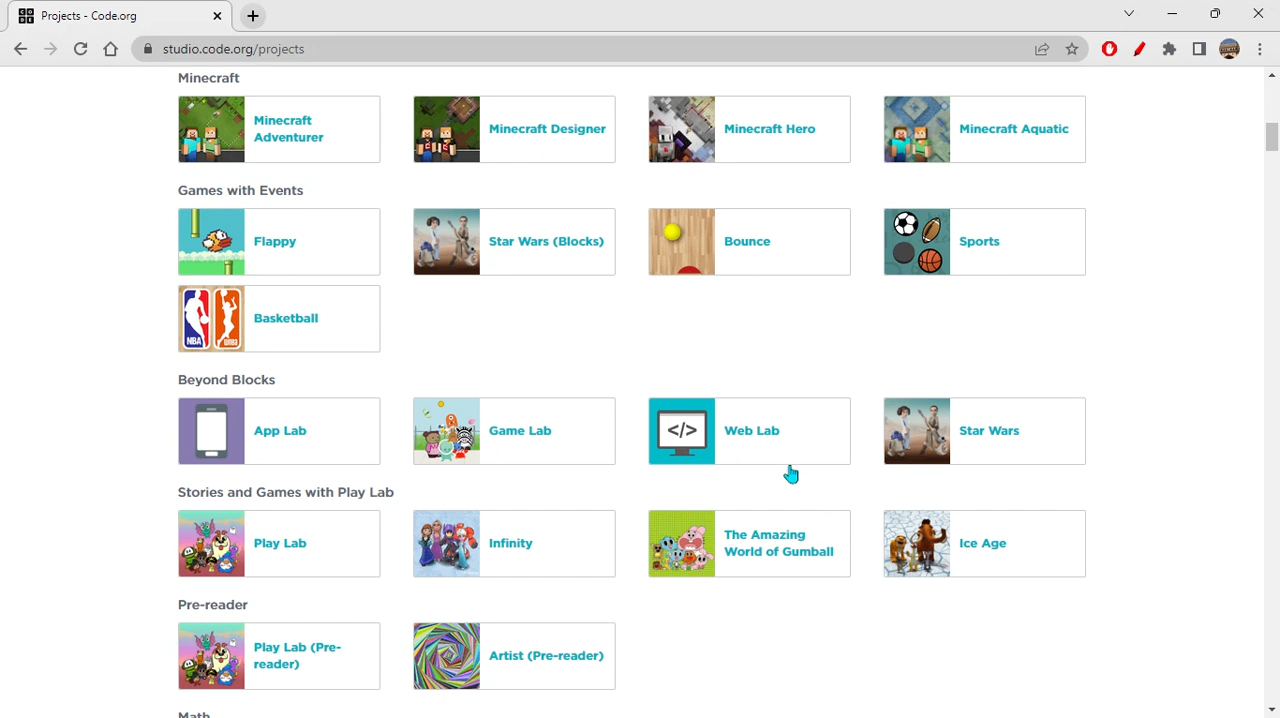 Projects - Code.org
studio.code.org/projects
Minecraft
Minecraft
Adventurer
Minecraft Designer
Minecraft Hero
Minecraft Aquatic
Games with Events
Flappy
Star Wars (Blocks)
Bounce
Sports
NBA
Basketball
Beyond Blocks
App Lab
Game Lab
</>
Web Lab
Star Wars
Stories and Games with Play Lab
Play Lab
Infinity
The Amazing
World of Gumball
Ice Age
Pre-reader
Play Lab (Pre-
reader)
Artist (Pre-reader)
Math